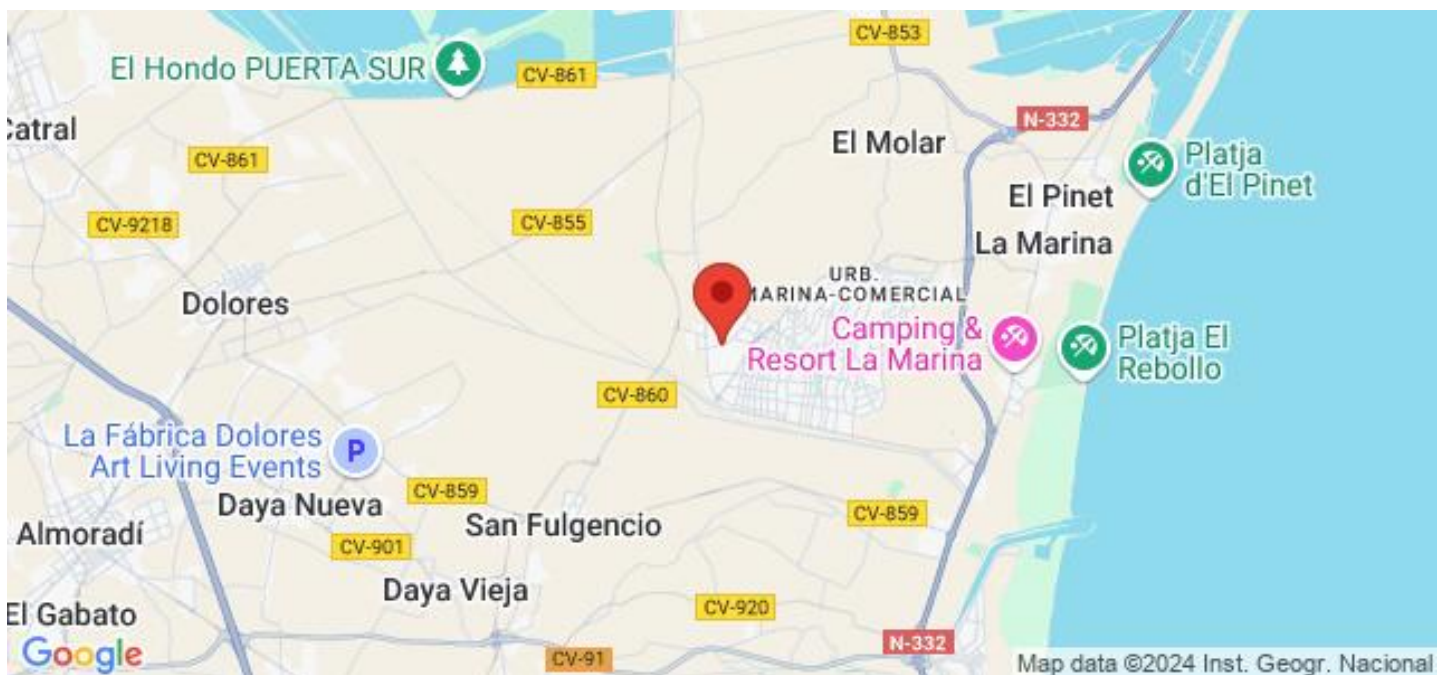 CV-853
El Hondo PUERTA SUR
CV-861
N-332
Catral
El Molar
CV-861
Platja
d'El Pinet
El Pinet
CV-9218
CV-855
La Marina
URB.
MARINA-COMERCIAL
Dolores
Camping &
Resort La Marina
Platja El
Rebollo
CV-860
La Fábrica Dolores
Art Living Events
P
Daya Nueva
CV-859
San Fulgencio
CV-859
Almoradí
CV-901
Daya Vieja
CV-920
El Gabato
N-332
Google
CV-91
Map data ©2024 Inst. Geogr. Nacional